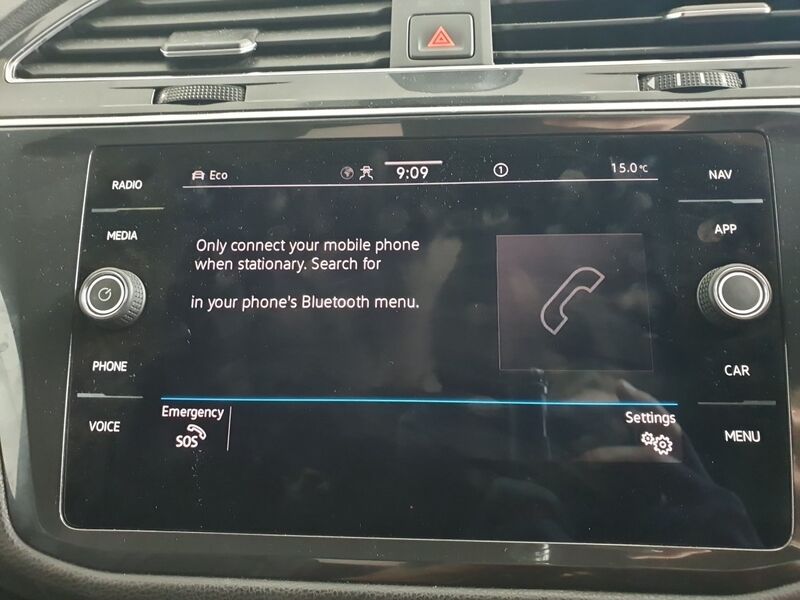 RADIO
MEDIA
PHONE
VOICE
Eco
9:09
1
15.0°C
Only connect your mobile phone
when stationary. Search for
in your phone's Bluetooth menu.
Emergency
SOS
Settings
NAV
APP
CAR
MENU